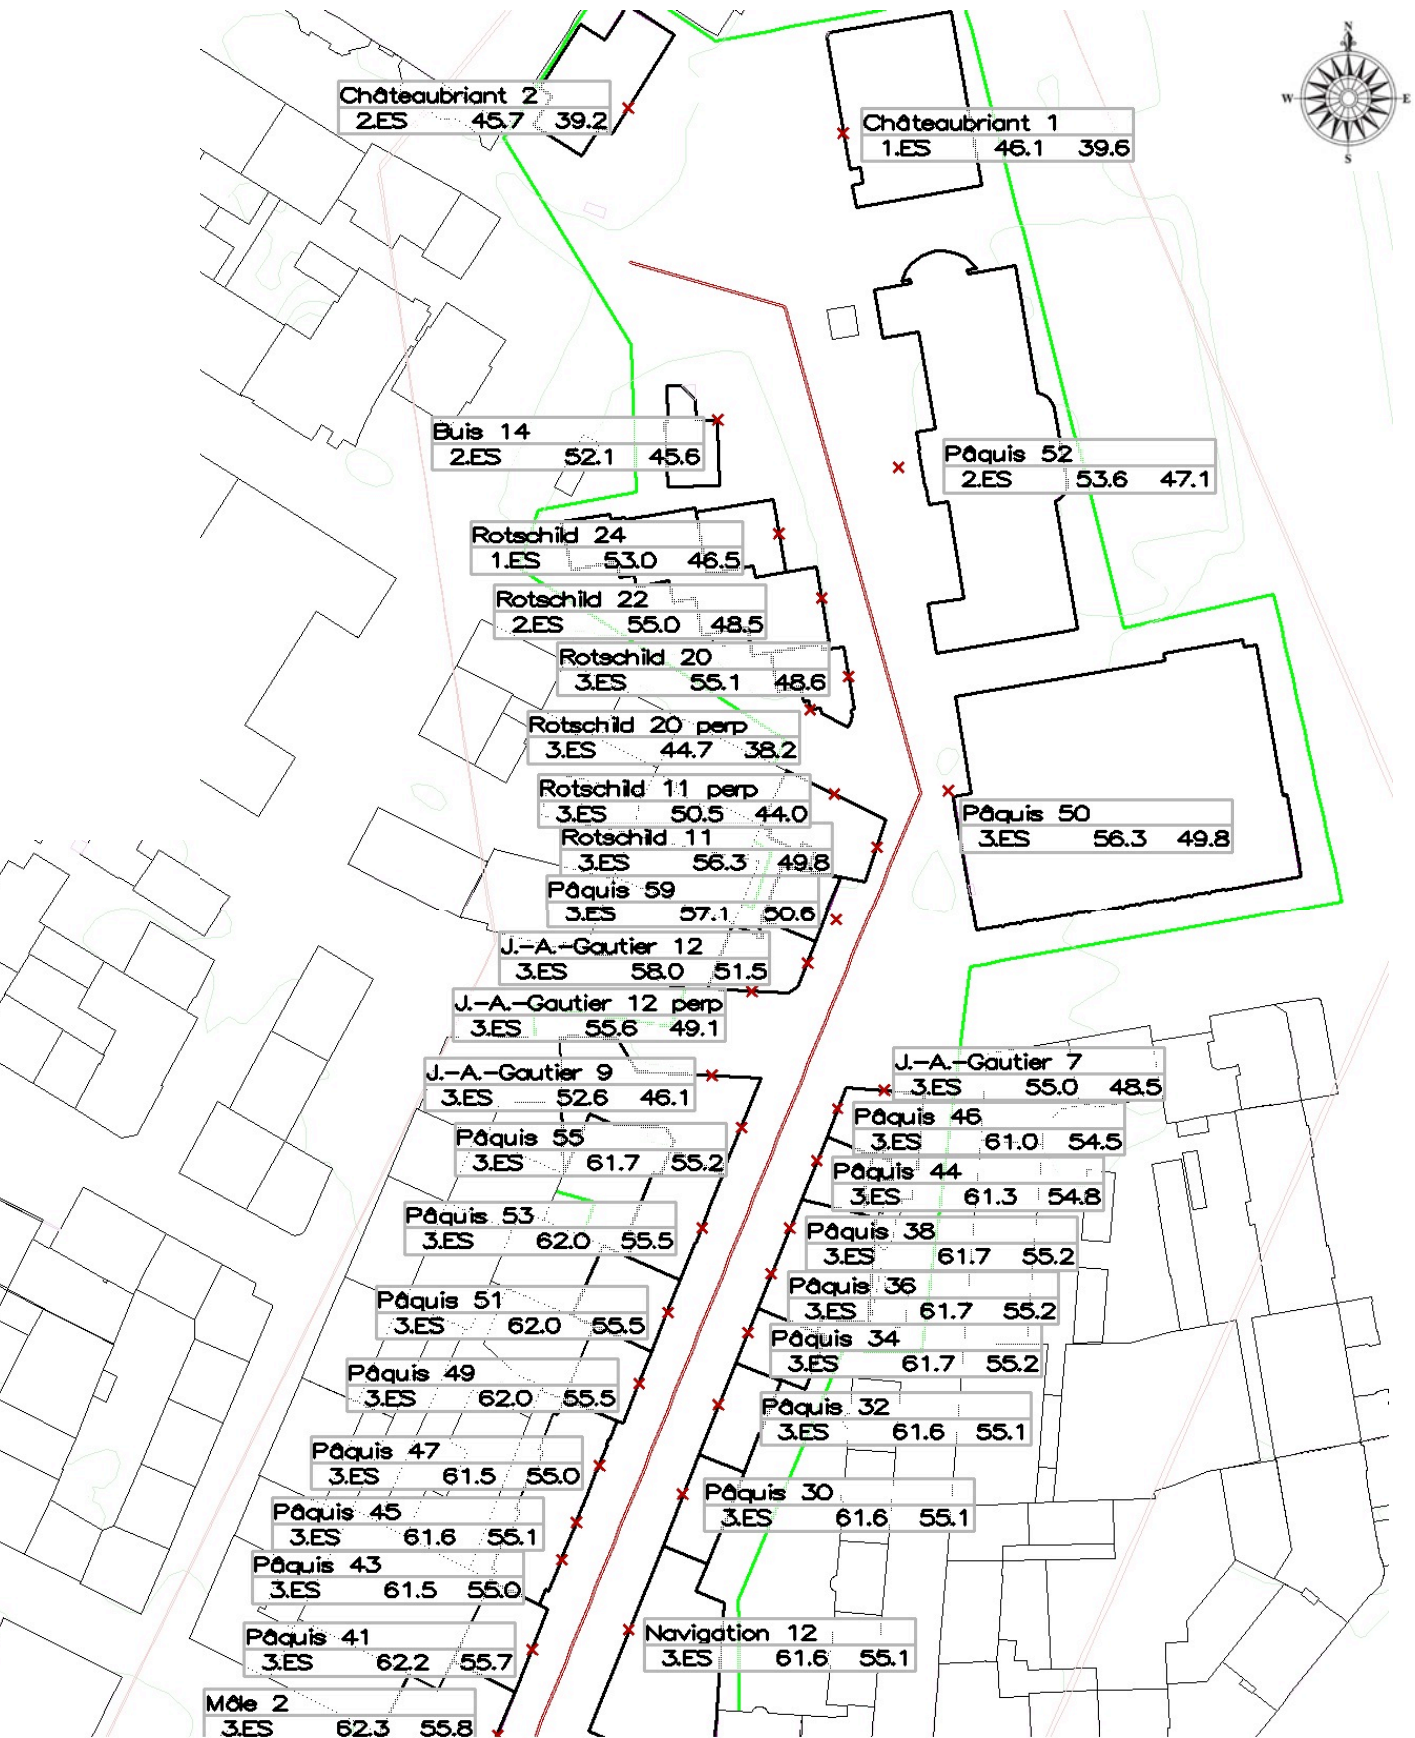 N
W E
S
Châteaubriant 2
2.ES 45.7 39.2
Châteaubriant 1
1.ES 46.1 39.6
Buis 14
2.ES 52.1 45.6
Pâquis 52
2.ES 53.6 47.1
Rotschild 24
1.ES 53.0 46.5
Rotschild 22
2.ES 55.0 48.5
Rotschild 20
3.ES 55.1 48.6
Rotschild 20 perp
3.ES 44.7 38.2
Rotschild 11 perp
3.ES 50.5 44.0
Pâquis 50
3.ES 56.3 49.8
Rotschild 11
3.ES 56.3 49.8
Pâquis 59
3.ES 57.1 50.6
J.-A.-Gautier 12
3.ES 58.0 51.5
J.-A.-Gautier 12 perp
3.ES 55.6 49.1
J.-A.-Gautier 9
3.ES 52.6 46.1
J.-A.-Gautier 7
3.ES 55.0 48.5
Pâquis 46
3.ES 61.0 54.5
Pâquis 55
3.ES 61.7 55.2
Pâquis 44
3.ES 61.3 54.8
Pâquis 53
3.ES 62.0 55.5
Pâquis 38
3.ES 61.7 55.2
Pâquis 36
3.ES 61.7 55.2
Pâquis 51
3.ES 62.0 55.5
Pâquis 34
3.ES 61.7 55.2
Pâquis 49
3.ES 62.0 55.5
Pâquis 32
3.ES 61.6 55.1
Pâquis 47
3.ES 61.5 55.0
Pâquis 30
3.ES 61.6 55.1
Pâquis 45
3.ES 61.6 55.1
Pâquis 43
3.ES 61.5 55.0
Navigation 12
3.ES 61.6 55.1
Pâquis 41
3.ES 62.2 55.7
Môle 2
3.ES 62.3 55.8